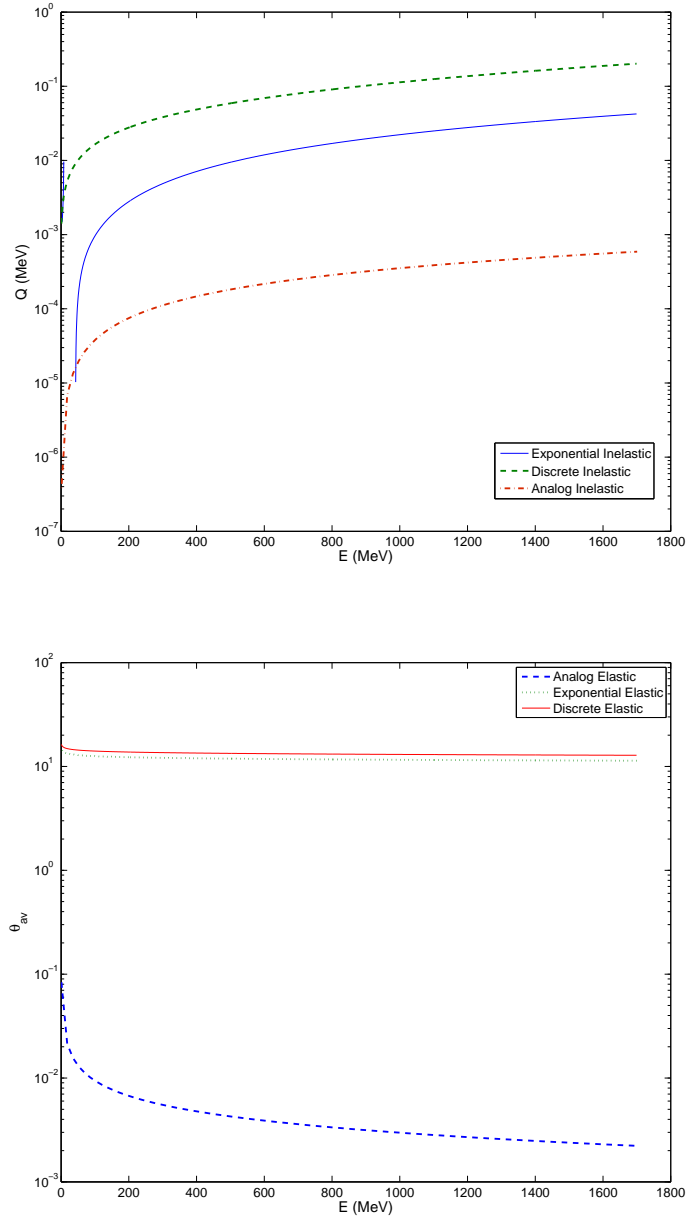 10^0
10^-1
10^-2
10^-3
10^-4
10^-5
10^-6
10^-7
Q (MeV)
Exponential Inelastic
Discrete Inelastic
Analog Inelastic
0 200 400 600 800 1000 1200 1400 1600 1800
E (MeV)
10^2
10^1
10^0
10^-1
10^-2
10^-3
θ_av
Analog Elastic
Exponential Elastic
Discrete Elastic
0 200 400 600 800 1000 1200 1400 1600 1800
E (MeV)